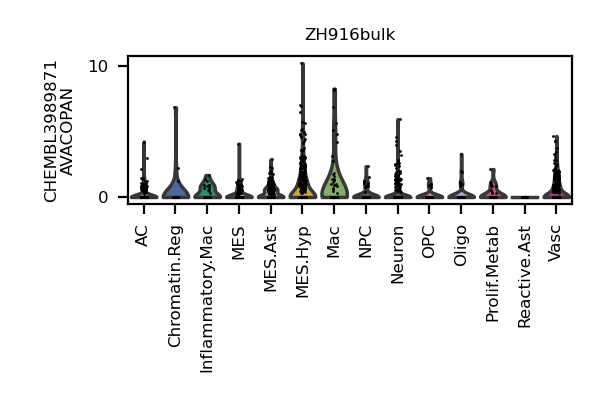 ZH916bulk
CHEMBL3989871
AVACOPAN
10
0
AC
Chromatin.Reg
Inflammatory.Mac
MES
MES.Ast
MES.Hyp
Mac
NPC
Neuron
OPC
Oligo
Prolif.Metab
Reactive.Ast
Vasc